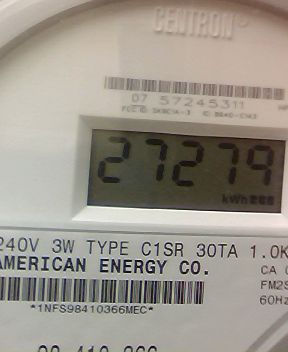 CENTRON
07 57245311
27279
kWh
240V 3W TYPE C1SR 30TA 1.0K
AMERICAN ENERGY CO.
CA
FM2S
60Hz
*1NFS98410366MEC*